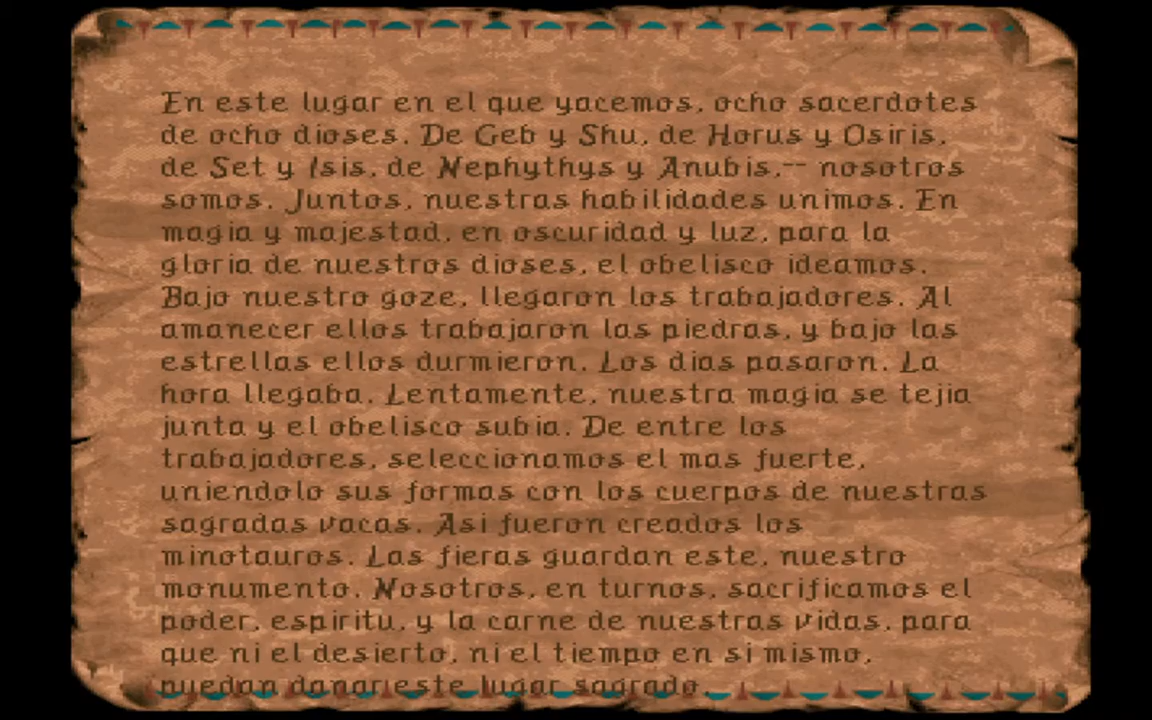 En este lugar en el que yacemos, ocho sacerdotes
de ocho dioses. De Geb y Shu, de Horus y Osiris,
de Set y Isis, de Nephythys y Anubis,-- nosotros
somos. Juntos, nuestras habilidades unimos. En
magia y majestad, en oscuridad y luz, para la
gloria de nuestros dioses, el obelisco ideamos.
Bajo nuestro goze, llegaron los trabajadores. Al
amanecer ellos trabajaron las piedras, y bajo las
estrellas ellos durmieron. Los dias pasaron. La
hora llegaba. Lentamente, nuestra magia se tejia
junta y el obelisco subia. De entre los
trabajadores, seleccionamos el mas fuerte,
uniendolo sus formas con los cuerpos de nuestras
sagradas vacas. Asi fueron creados los
minotauros. Las fieras guardan este, nuestro
monumento. Nosotros, en turnos, sacrificamos el
poder, espiritu, y la carne de nuestras vidas, para
que ni el desierto, ni el tiempo en si mismo,
puedan danar este lugar sagrado.